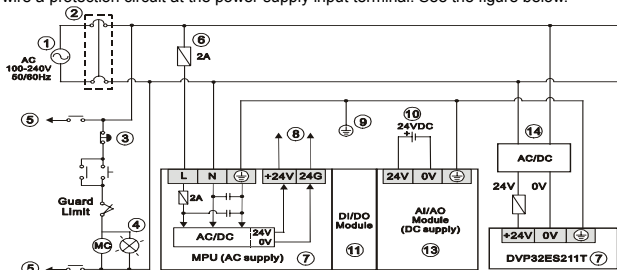 wire a protection circuit at the power supply input terminal. See the figure below.
② 
① 
AC
100-240V
50/60Hz
⑥
2A
⑤
③
⑧
⑨
⑩
24VDC
+
⑭
AC/DC
24V 0V
Guard
Limit
④
MC
⑤
L N +24V 24G
2A
AC/DC
24V
0V
MPU (AC supply) ⑦
DI/DO
Module
⑪
24V 0V
AI/AO
Module
(DC supply)
⑬
+24V 0V
DVP32ES211T ⑦